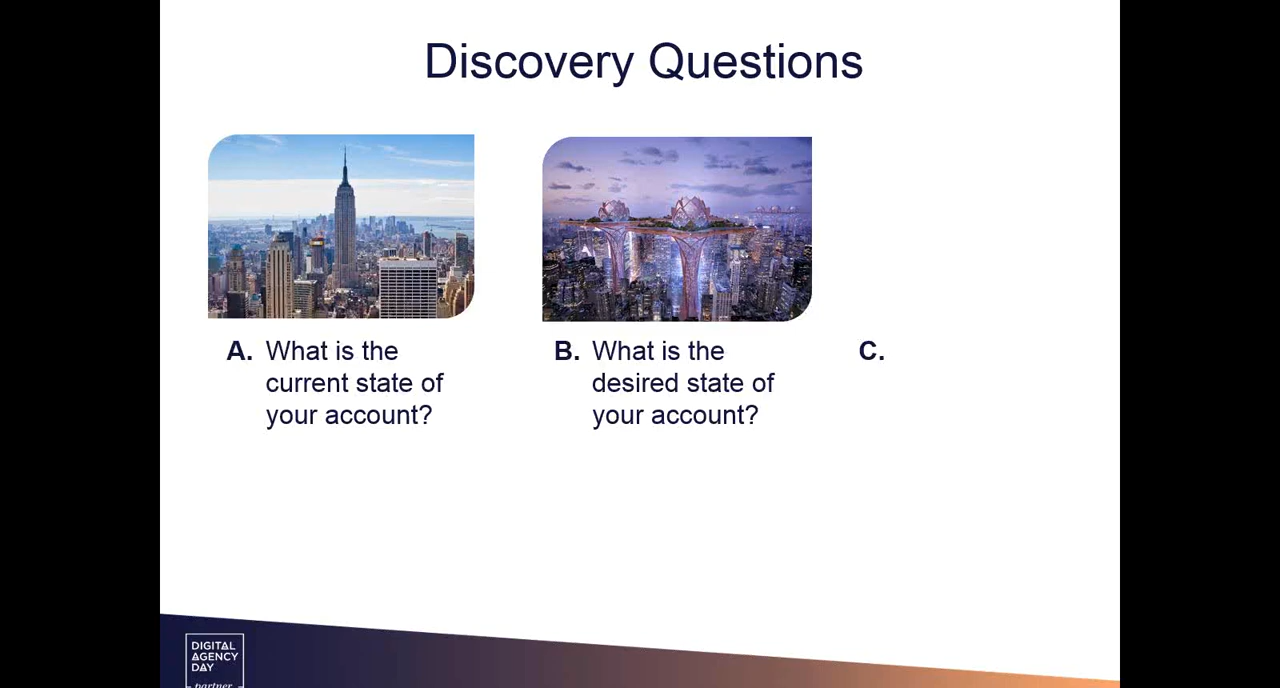 Discovery Questions
A. What is the
current state of
your account?
B. What is the
desired state of
your account?
C.
DIGITAL
AGENCY
DAY
partner